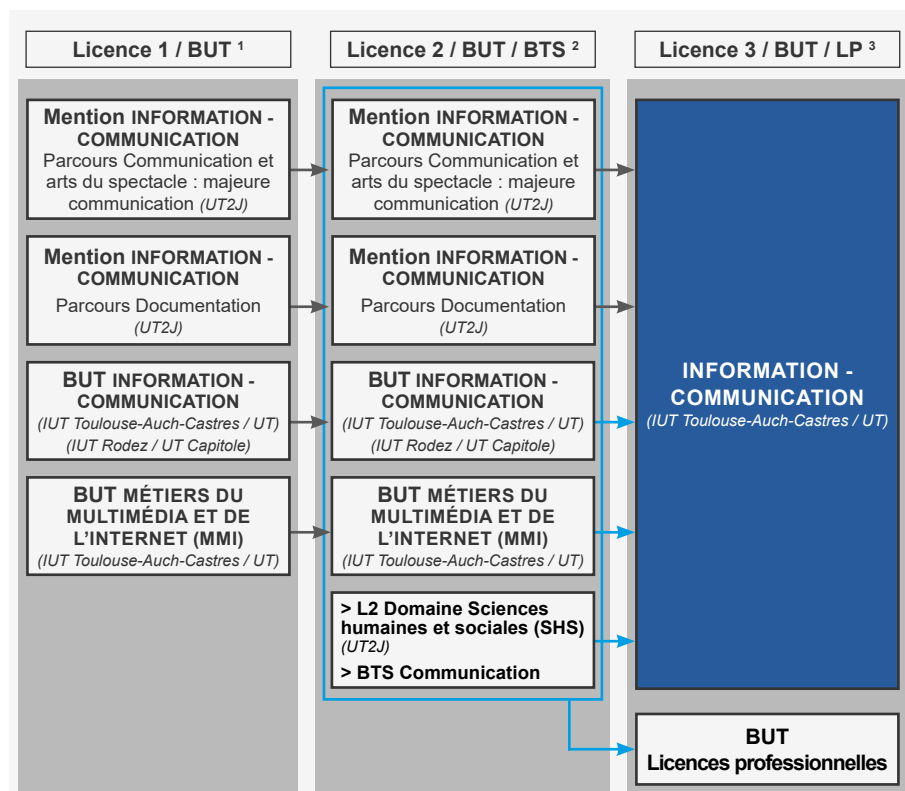 Licence 1 / BUT ¹
Licence 2 / BUT / BTS ²
Licence 3 / BUT / LP ³
Mention INFORMATION -
COMMUNICATION
Parcours Communication et
arts du spectacle : majeure
communication (UT2J)
Mention INFORMATION -
COMMUNICATION
Parcours Documentation
(UT2J)
BUT INFORMATION -
COMMUNICATION
(IUT Toulouse-Auch-Castres / UT)
(IUT Rodez / UT Capitole)
BUT MÉTIERS DU
MULTIMÉDIA ET DE
L'INTERNET (MMI)
(IUT Toulouse-Auch-Castres / UT)
Mention INFORMATION -
COMMUNICATION
Parcours Communication et
arts du spectacle : majeure
communication (UT2J)
Mention INFORMATION -
COMMUNICATION
Parcours Documentation
(UT2J)
BUT INFORMATION -
COMMUNICATION
(IUT Toulouse-Auch-Castres / UT)
(IUT Rodez / UT Capitole)
BUT MÉTIERS DU
MULTIMÉDIA ET DE
L'INTERNET (MMI)
(IUT Toulouse-Auch-Castres / UT)
> L2 Domaine Sciences
humaines et sociales (SHS)
(UT2J)
> BTS Communication
INFORMATION -
COMMUNICATION
(IUT Toulouse-Auch-Castres / UT)
BUT
Licences professionnelles